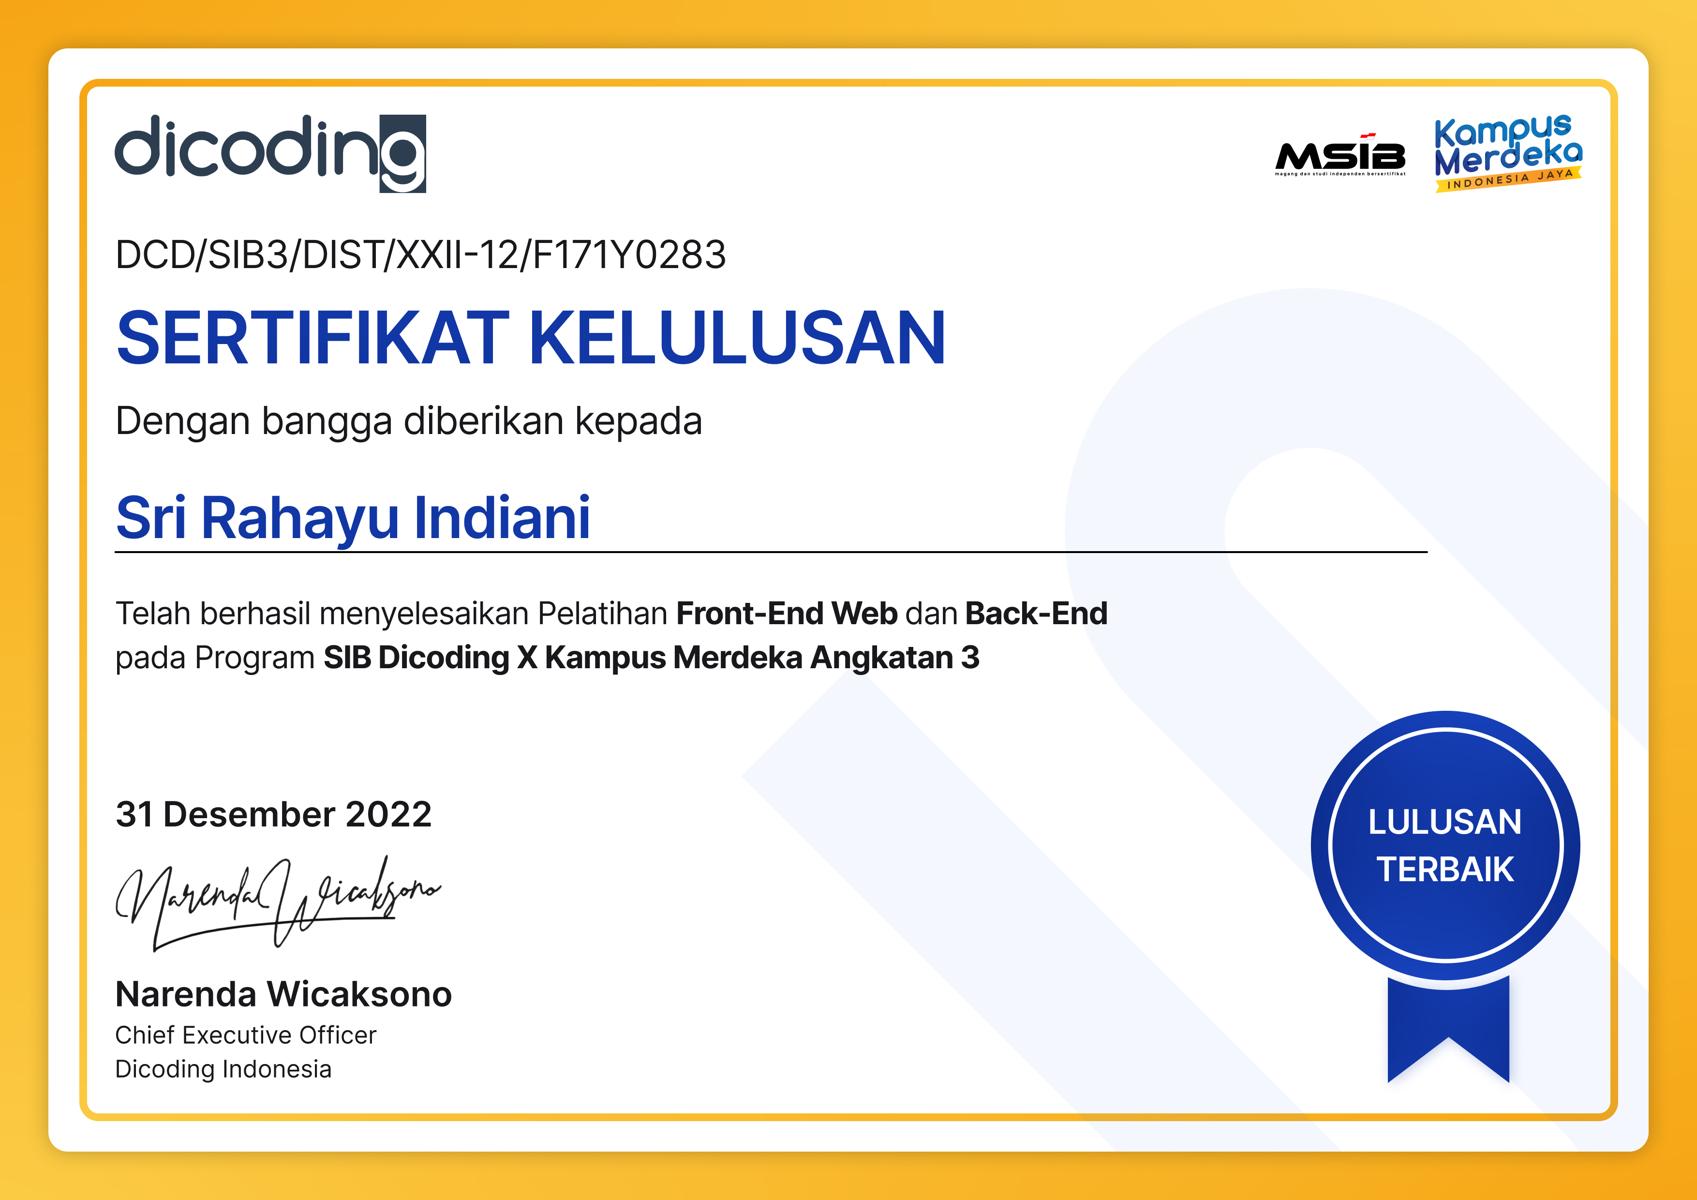 dicoding
MSIB
magang dan studi independen bersertifikat
Kampus
Merdeka
INDONESIA JAYA
DCD/SIB3/DIST/XXII-12/F171Y0283
SERTIFIKAT KELULUSAN
Dengan bangga diberikan kepada
Sri Rahayu Indiani
Telah berhasil menyelesaikan Pelatihan Front-End Web dan Back-End
pada Program SIB Dicoding X Kampus Merdeka Angkatan 3
31 Desember 2022
Narenda Wicaksono
Narenda Wicaksono
Chief Executive Officer
Dicoding Indonesia
LULUSAN
TERBAIK